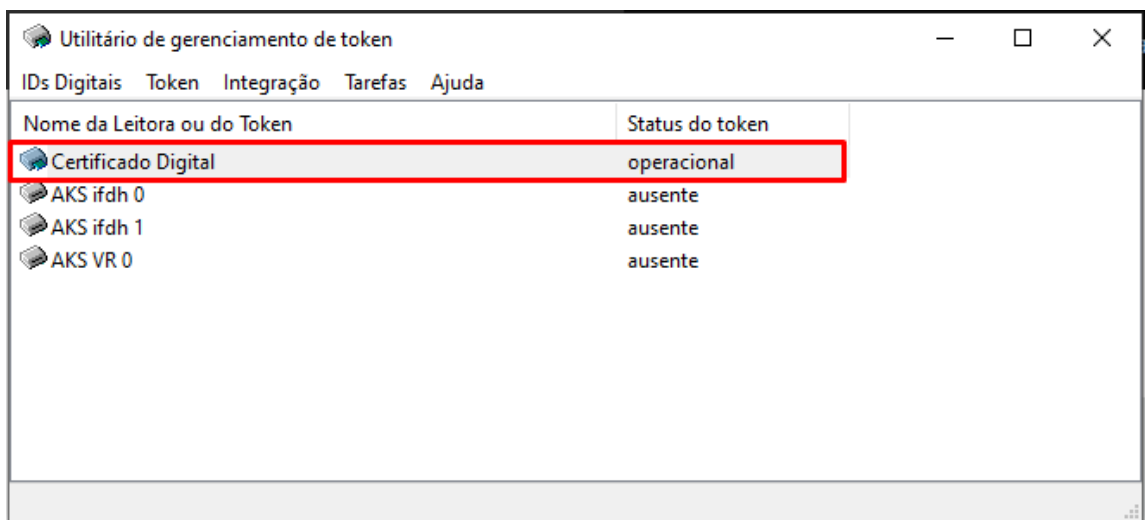 Utilitário de gerenciamento de token
IDs Digitais Token Integração Tarefas Ajuda
Nome da Leitora ou do Token Status do token
Certificado Digital operacional
AKS ifdh 0 ausente
AKS ifdh 1 ausente
AKS VR 0 ausente